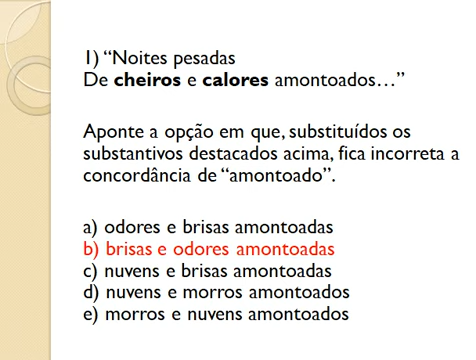 1) “Noites pesadas
De cheiros e calores amontoados...”
Aponte a opção em que, substituídos os
substantivos destacados acima, fica incorreta a
concordância de “amontoado”.
a) odores e brisas amontoadas
b) brisas e odores amontoadas
c) nuvens e brisas amontoadas
d) nuvens e morros amontoados
e) morros e nuvens amontoados